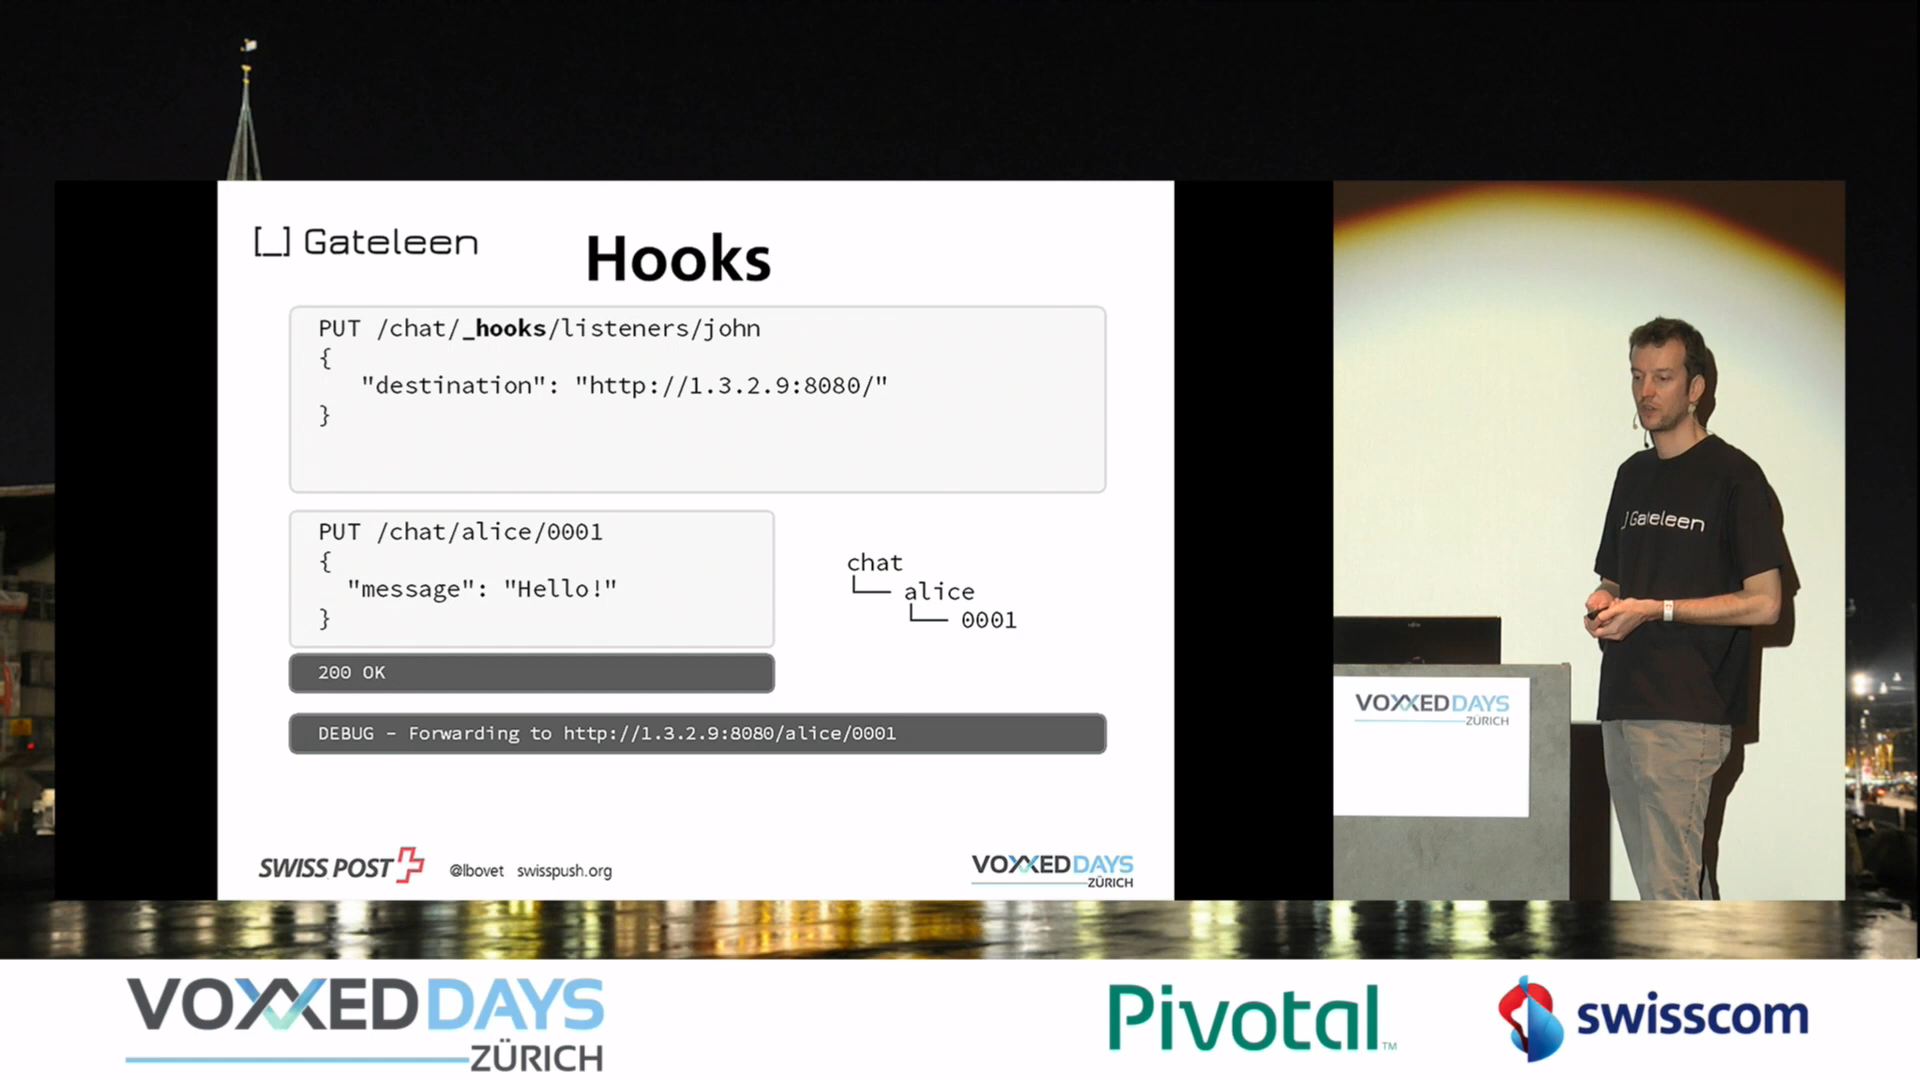 [_] Gateleen
Hooks
PUT /chat/_hooks/listeners/john
{
"destination": "http://1.3.2.9:8080/"
}
PUT /chat/alice/0001
{
"message": "Hello!"
}
200 OK
chat
└── alice
└── 0001
DEBUG - Forwarding to http://1.3.2.9:8080/alice/0001
SWISS POST
@lbovet swisspush.org
VOXXED DAYS
ZÜRICH
] Gateleen
VOXXED DAYS
ZÜRICH
VOXXED DAYS
ZÜRICH
Pivotal™
swisscom